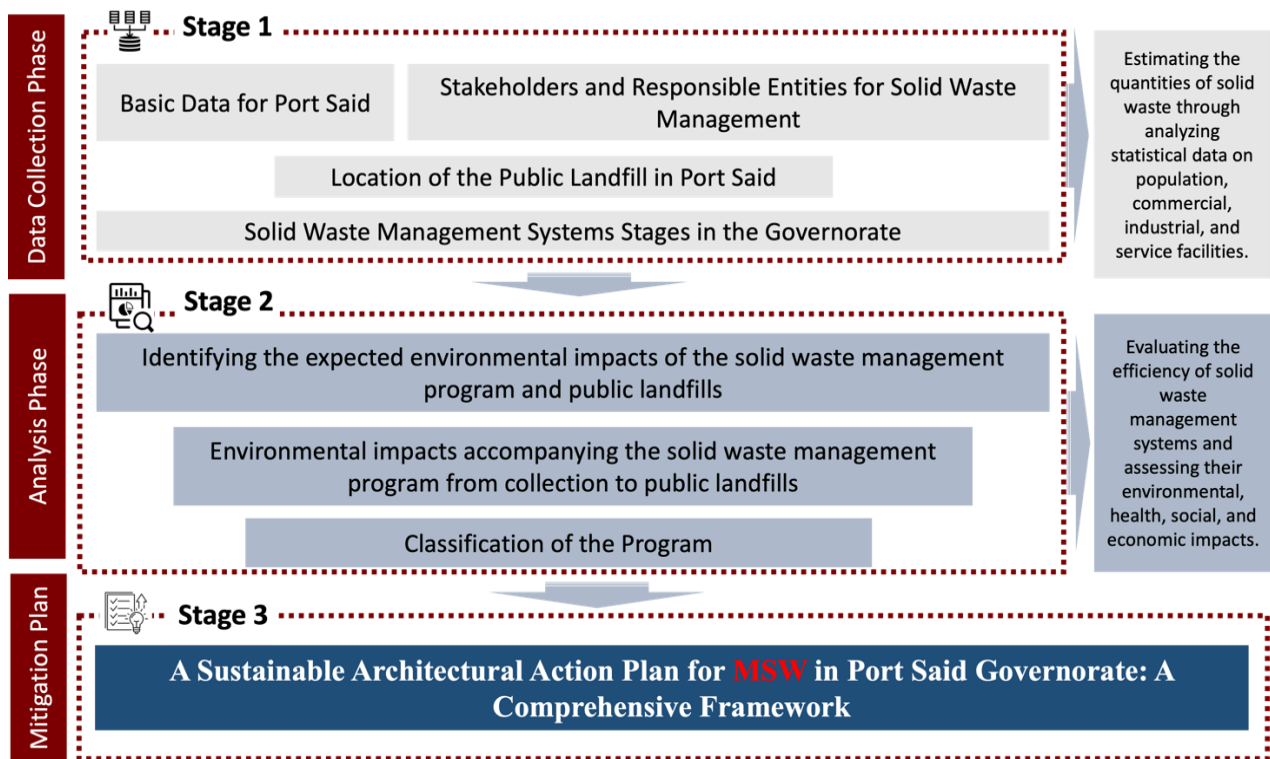 Data Collection Phase
Stage 1
Basic Data for Port Said
Stakeholders and Responsible Entities for Solid Waste
Management
Location of the Public Landfill in Port Said
Solid Waste Management Systems Stages in the Governorate
Estimating the
quantities of solid
waste through
analyzing
statistical data on
population,
commercial,
industrial, and
service facilities.
Analysis Phase
Stage 2
Identifying the expected environmental impacts of the solid waste management
program and public landfills
Environmental impacts accompanying the solid waste management
program from collection to public landfills
Classification of the Program
Evaluating the
efficiency of solid
waste
management
systems and
assessing their
environmental,
health, social, and
economic impacts.
Mitigation Plan
Stage 3
A Sustainable Architectural Action Plan for MSW in Port Said Governorate: A
Comprehensive Framework